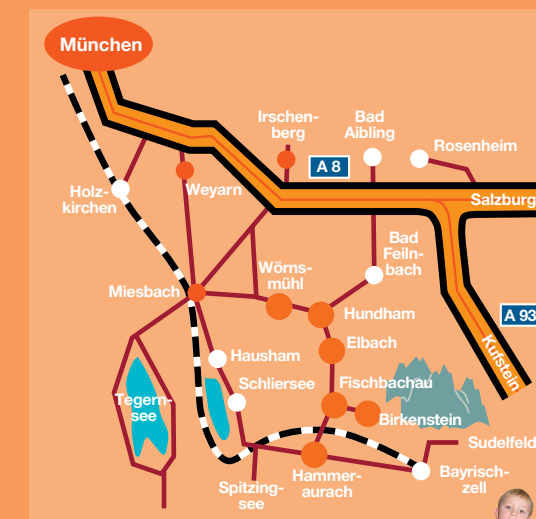 München
Irschen-
berg
Bad
Aibling
Rosenheim
A 8
Holz-
kirchen
Weyarn
Salzburg
Bad
Feiln-
bach
Wörns-
mühl
Miesbach
Hundham
A 93
Elbach
Kufstein
Hausham
Schliersee
Fischbachau
Tegern-
see
Birkenstein
Sudelfeld
Hammer-
aurach
Bayrisch-
zell
Spitzing-
see